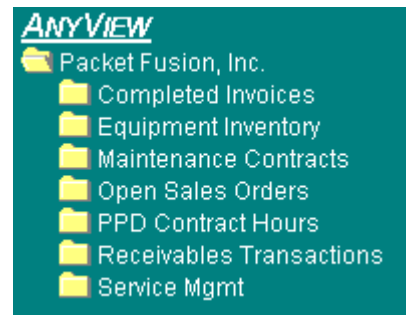 ANYVIEW
Packet Fusion, Inc.
Completed Invoices
Equipment Inventory
Maintenance Contracts
Open Sales Orders
PPD Contract Hours
Receivables Transactions
Service Mgmt